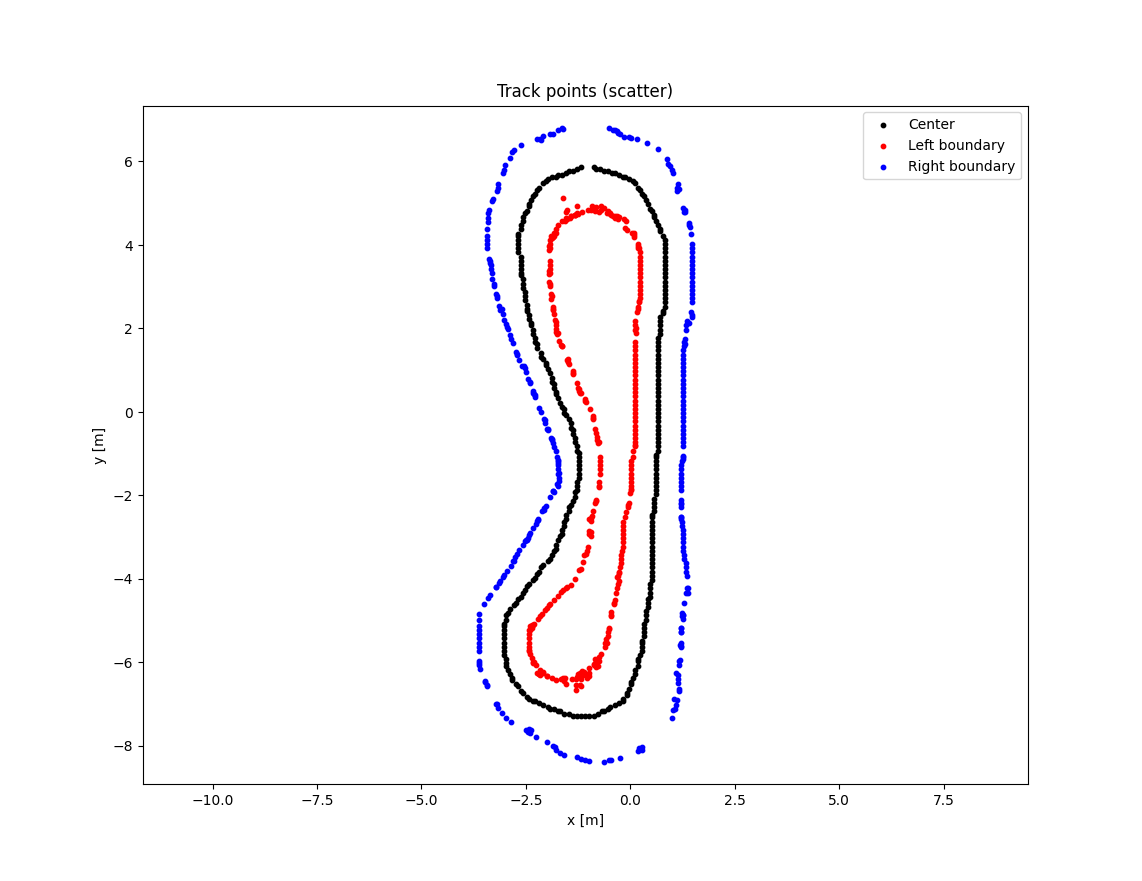 Track points (scatter)
Center
Left boundary
Right boundary
6
4
2
0
−2
−4
−6
−8
y [m]
−10.0 −7.5 −5.0 −2.5 0.0 2.5 5.0 7.5
x [m]